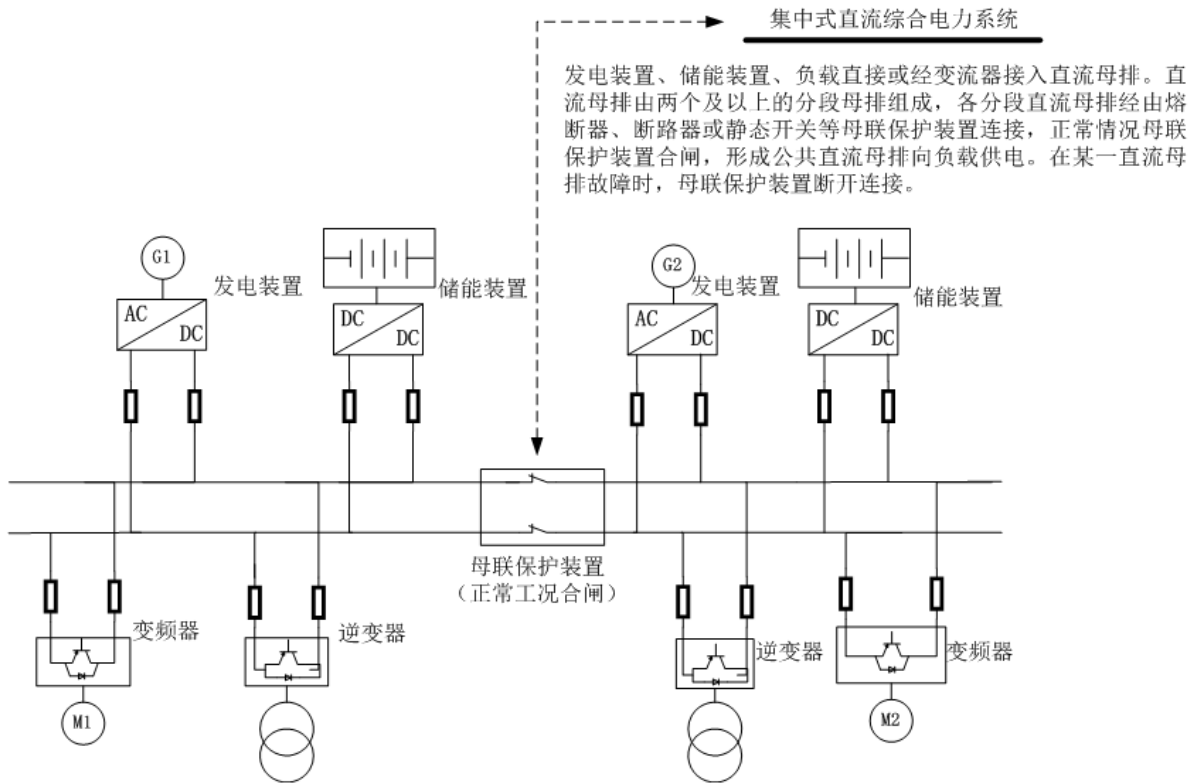 集中式直流综合电力系统
发电装置、储能装置、负载直接或经变流器接入直流母排。直
流母排由两个及以上的分段母排组成，各分段直流母排经由熔
断器、断路器或静态开关等母联保护装置连接，正常情况母联
保护装置合闸，形成公共直流母排向负载供电。在某一直流母
排故障时，母联保护装置断开连接。
G1
发电装置
储能装置
G2
发电装置
储能装置
AC
DC
DC
DC
AC
DC
DC
DC
母联保护装置
（正常工况合闸）
变频器
逆变器
逆变器
变频器
M1
M2